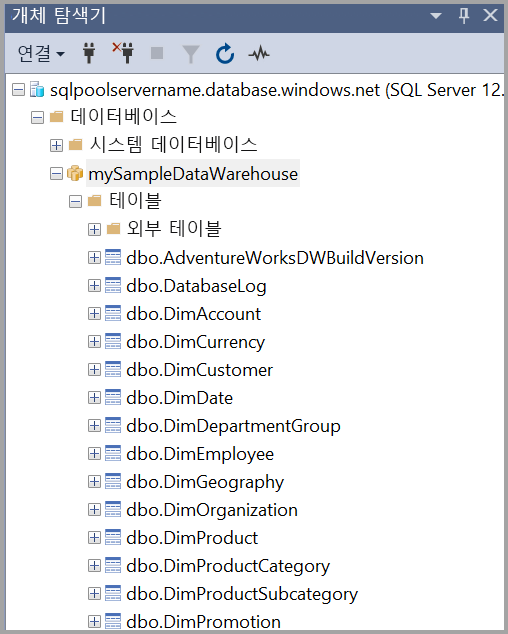 개체 탐색기
연결
sqlpoolservername.database.windows.net (SQL Server 12.
데이터베이스
시스템 데이터베이스
mySampleDataWarehouse
테이블
외부 테이블
dbo.AdventureWorksDWBuildVersion
dbo.DatabaseLog
dbo.DimAccount
dbo.DimCurrency
dbo.DimCustomer
dbo.DimDate
dbo.DimDepartmentGroup
dbo.DimEmployee
dbo.DimGeography
dbo.DimOrganization
dbo.DimProduct
dbo.DimProductCategory
dbo.DimProductSubcategory
dbo.DimPromotion